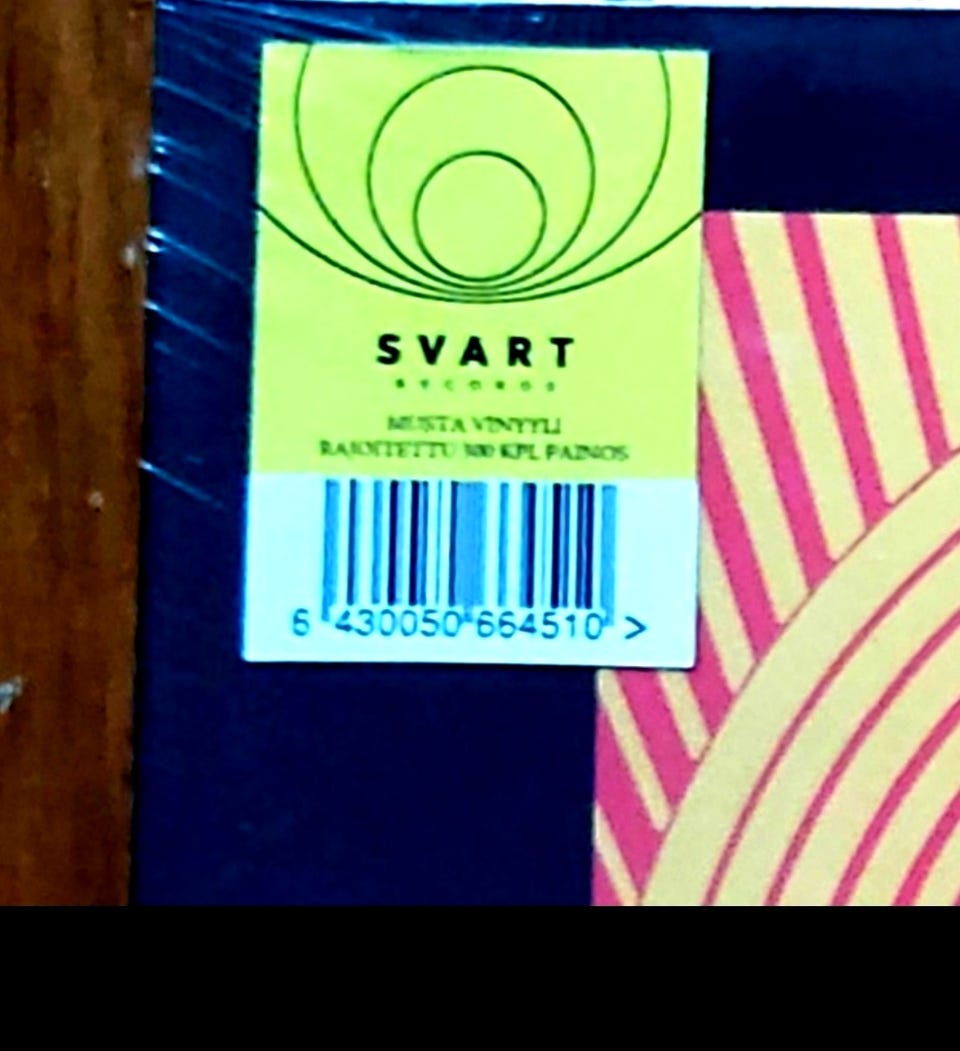 SVART
RECORDS
MUSTA VINYYLI
RAJOITETTU 300 KPL PAINOS
6 430050 664510 >